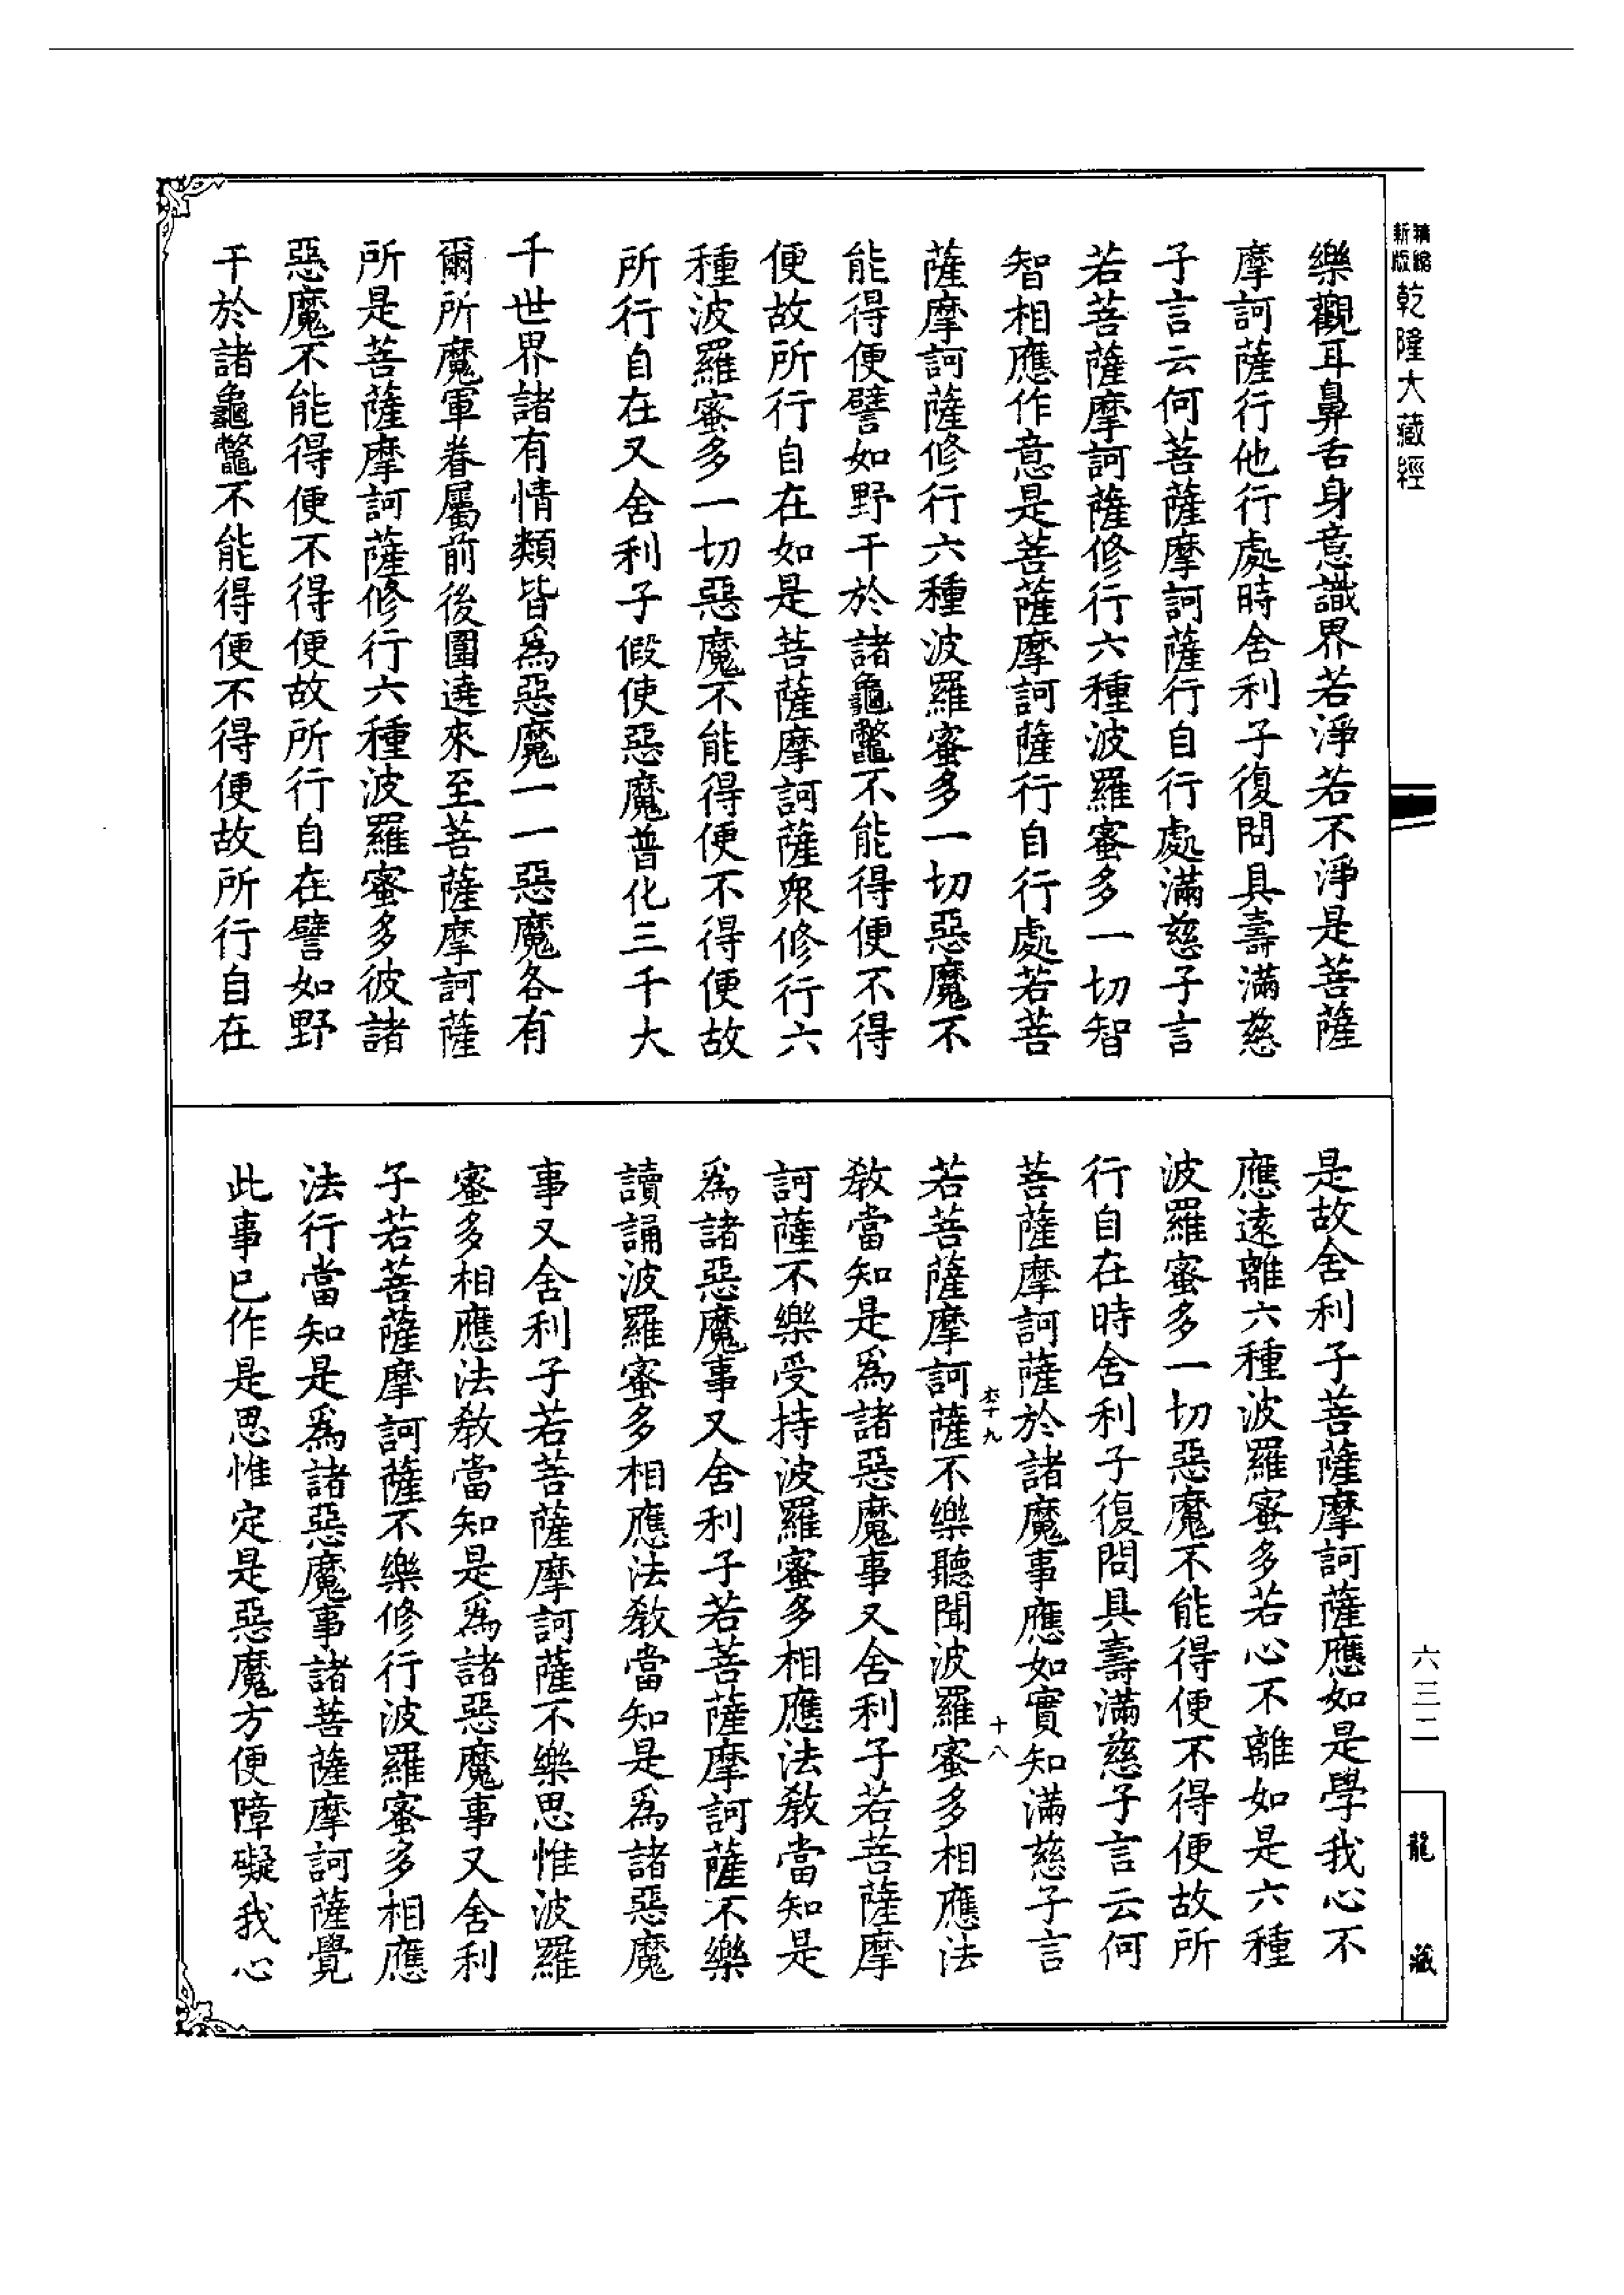 精縮新版乾隆大藏經
樂觀耳鼻舌身意識界若淨若不淨是菩薩
摩訶薩行他行處時舍利子復問具壽滿慈
子言云何菩薩摩訶薩行自行處滿慈子言
若菩薩摩訶薩修行六種波羅蜜多一切智
智相應作意是菩薩摩訶薩行自行處若菩
薩摩訶薩修行六種波羅蜜多一切惡魔不
能得便譬如野干於諸龜鼈不能得便不得
便故所行自在如是菩薩摩訶薩衆修行六
種波羅蜜多一切惡魔不能得便不得便故
所行自在又舍利子假使惡魔普化三千大
千世界諸有情類皆爲惡魔一一惡魔各有
爾所魔軍眷屬前後圍遶來至菩薩摩訶薩
所是菩薩摩訶薩修行六種波羅蜜多彼諸
惡魔不能得便不得便故所行自在譬如野
干於諸龜鼈不能得便不得便故所行自在
是故舍利子菩薩摩訶薩應如是學我心不
應遠離六種波羅蜜多若心不離如是六種
波羅蜜多一切惡魔不能得便不得便故所
行自在時舍利子復問具壽滿慈子言云何
菩薩摩訶薩於諸魔事應如實知滿慈子言
十九
十八
若菩薩摩訶薩不樂聽聞波羅蜜多相應法
教當知是爲諸惡魔事又舍利子若菩薩摩
訶薩不樂受持波羅蜜多相應法教當知是
爲諸惡魔事又舍利子若菩薩摩訶薩不樂
讀誦波羅蜜多相應法教當知是爲諸惡魔
事又舍利子若菩薩摩訶薩不樂思惟波羅
蜜多相應法教當知是爲諸惡魔事又舍利
子若菩薩摩訶薩不樂修行波羅蜜多相應
法行當知是爲諸惡魔事諸菩薩摩訶薩覺
此事已作是思惟定是惡魔方便障礙我心
六三二
龍藏